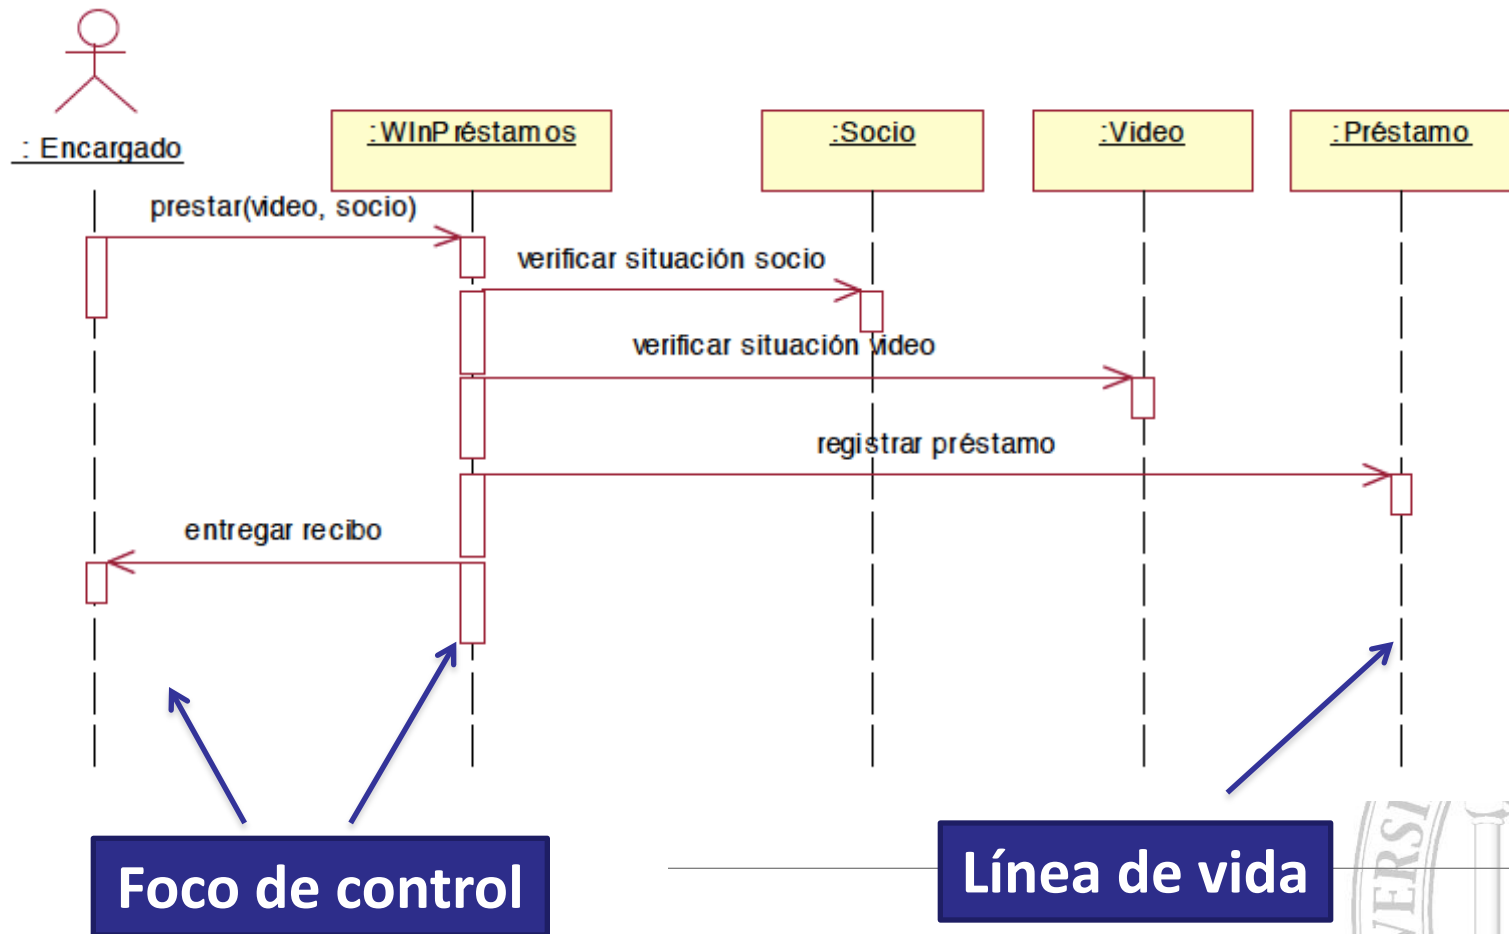 : Encargado
:WInPréstamos
:Socio
:Video
:Préstamo
prestar(video, socio)
verificar situación socio
verificar situación video
registrar préstamo
entregar recibo
Foco de control
Línea de vida
VERSI